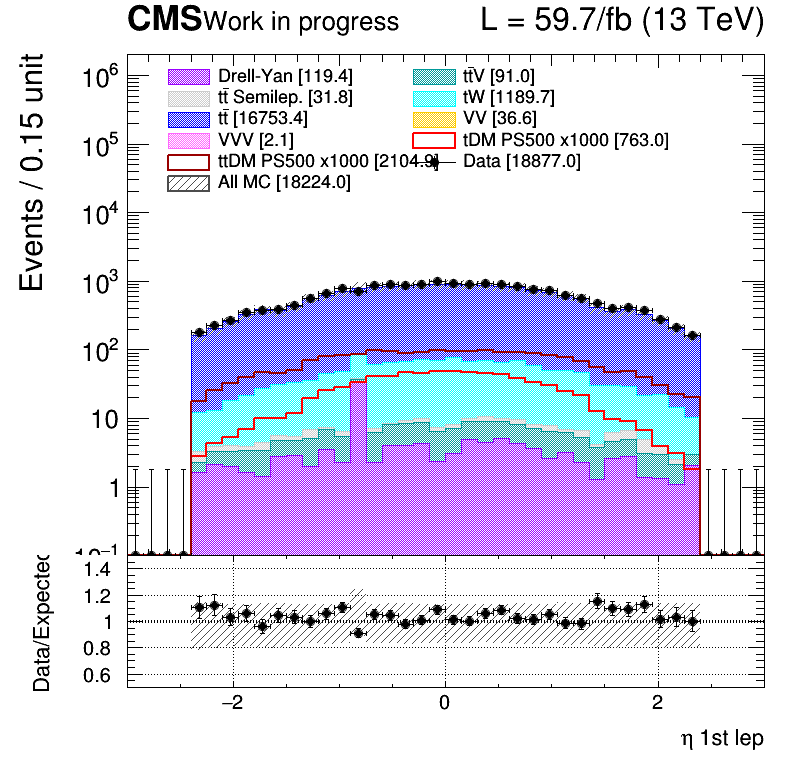 CMS Work in progress L = 59.7/fb (13 TeV)
Events / 0.15 unit
10⁶
10⁵
10⁴
10³
10²
10
1
10⁻¹
Drell-Yan [119.4] tt̄V [91.0]
tt̄ Semilep. [31.8] tW [1189.7]
tt̄ [16753.4] VV [36.6]
VVV [2.1] tDM PS500 x1000 [763.0]
ttDM PS500 x1000 [2104.9] Data [18877.0]
All MC [18224.0]
Data/Expected
1.4
1.2
1
0.8
0.6
−2 0 2
η 1st lep